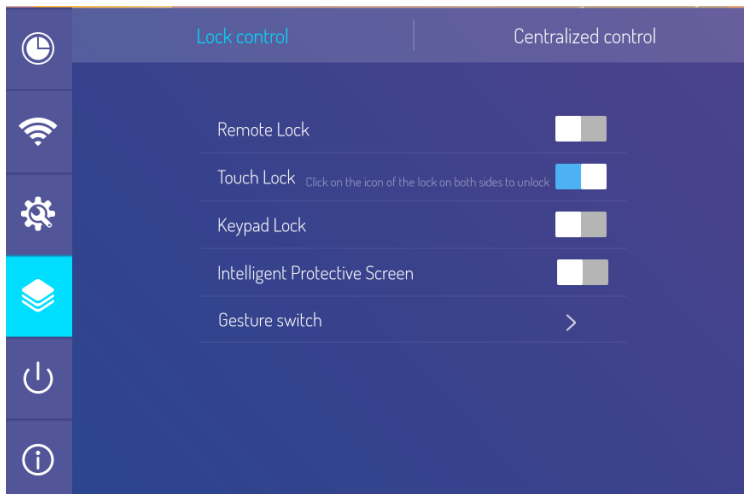 Lock control
Centralized control
Remote Lock
Touch Lock Click on the icon of the lock on both sides to unlock
Keypad Lock
Intelligent Protective Screen
Gesture switch